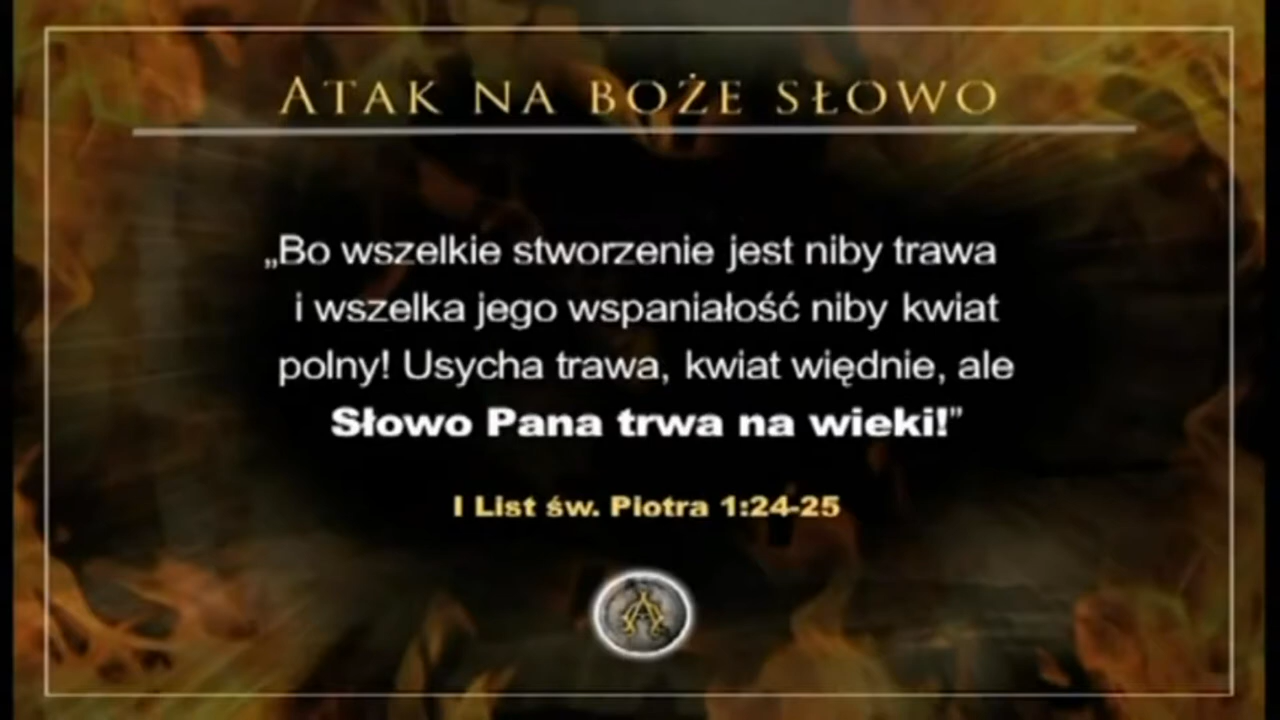 ATAK NA BOŻE SŁOWO
„Bo wszelkie stworzenie jest niby trawa
i wszelka jego wspaniałość niby kwiat
polny! Usycha trawa, kwiat więdnie, ale
Słowo Pana trwa na wieki!"
I List św. Piotra 1:24-25